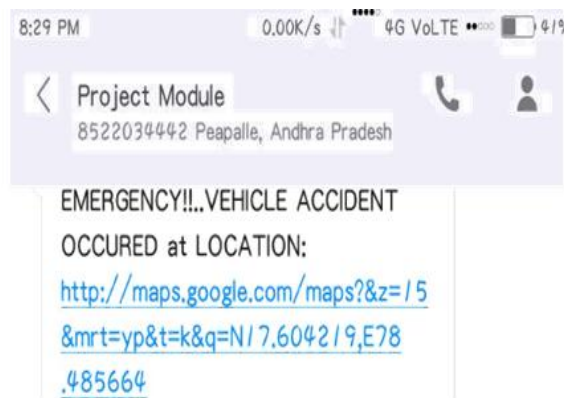 8:29 PM 0.00K/s 4G VoLTE 41%
Project Module
8522034442 Peapalle, Andhra Pradesh
EMERGENCY!!..VEHICLE ACCIDENT
OCCURED at LOCATION:
http://maps.google.com/maps?&z=15
&mrt=yp&t=k&q=N17.604219,E78
.485664